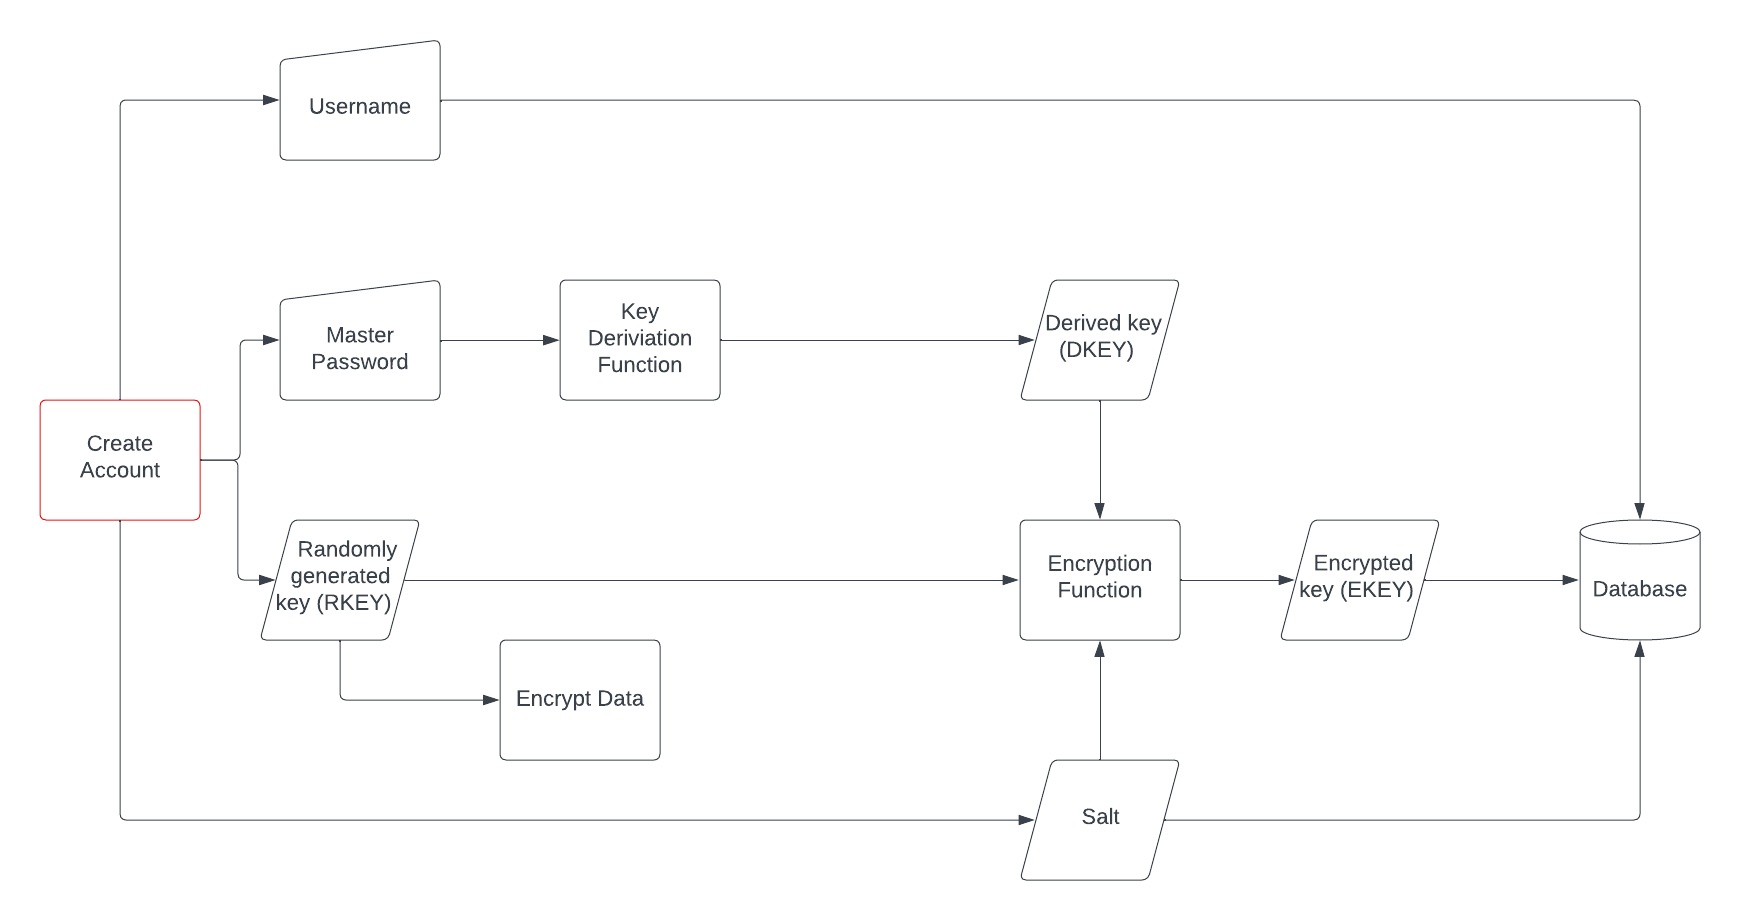 Username
Master
Password
Key
Deriviation
Function
Derived key
(DKEY)
Create
Account
Randomly
generated
key (RKEY)
Encryption
Function
Encrypted
key (EKEY)
Database
Encrypt Data
Salt